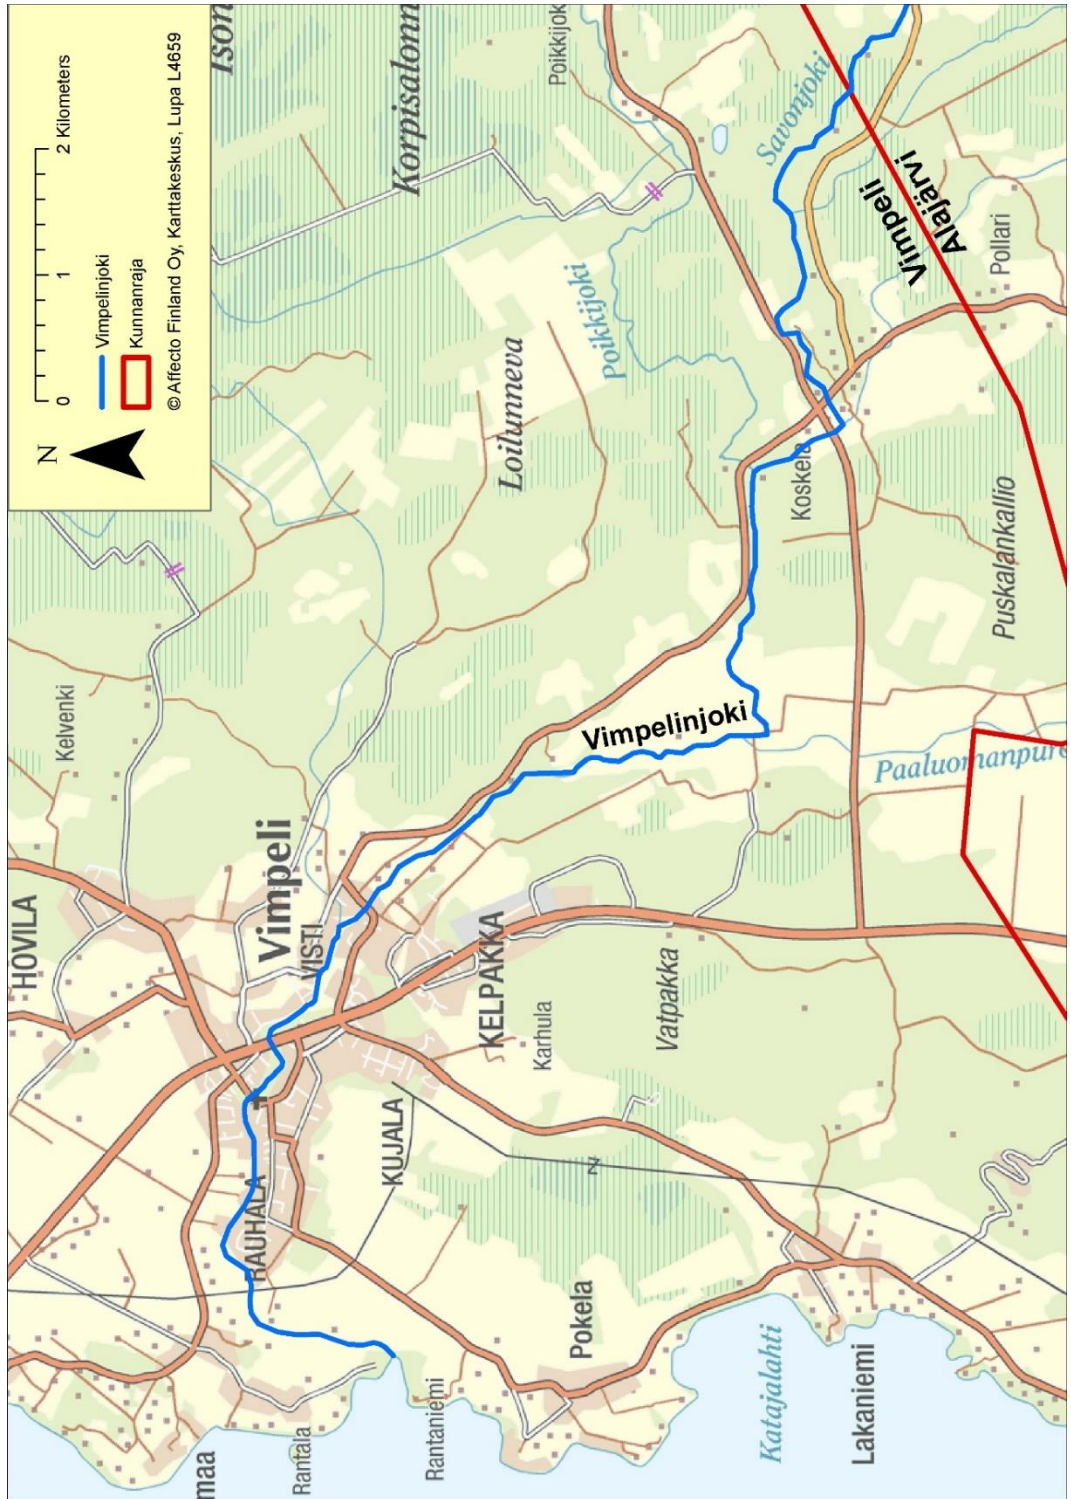 N
0 1 2 Kilometers
Vimpelinjoki
Kunnanraja
© Affecto Finland Oy, Karttakeskus, Lupa L4659
HOVILA
Kelvenki
Ison
maa
Rantala
RAUHALA
VISTI
Vimpeli
Korpisalonn
Rantaniemi
KUJALA
KELPAKKA
Loilunneva
Poikkijok
Pokela
Karhula
Vimpelinjoki
Poikkijoki
Vatpakka
Katajalahti
Koskela
Savonjoki
Lakaniemi
Paaluomanpuro
Vimpeli
Alajärvi
Puskalankallio
Pollari